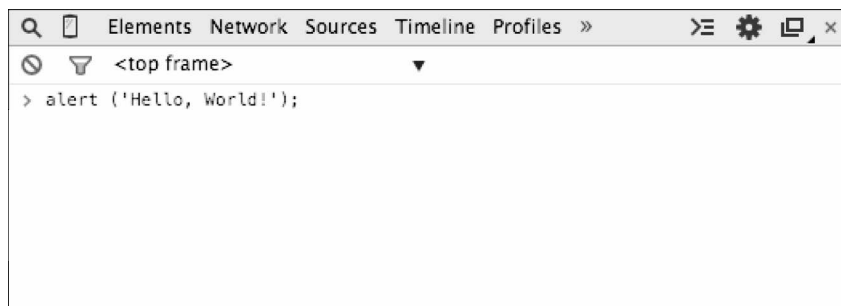 Elements Network Sources Timeline Profiles »
<top frame> ▼
> alert ('Hello, World!');